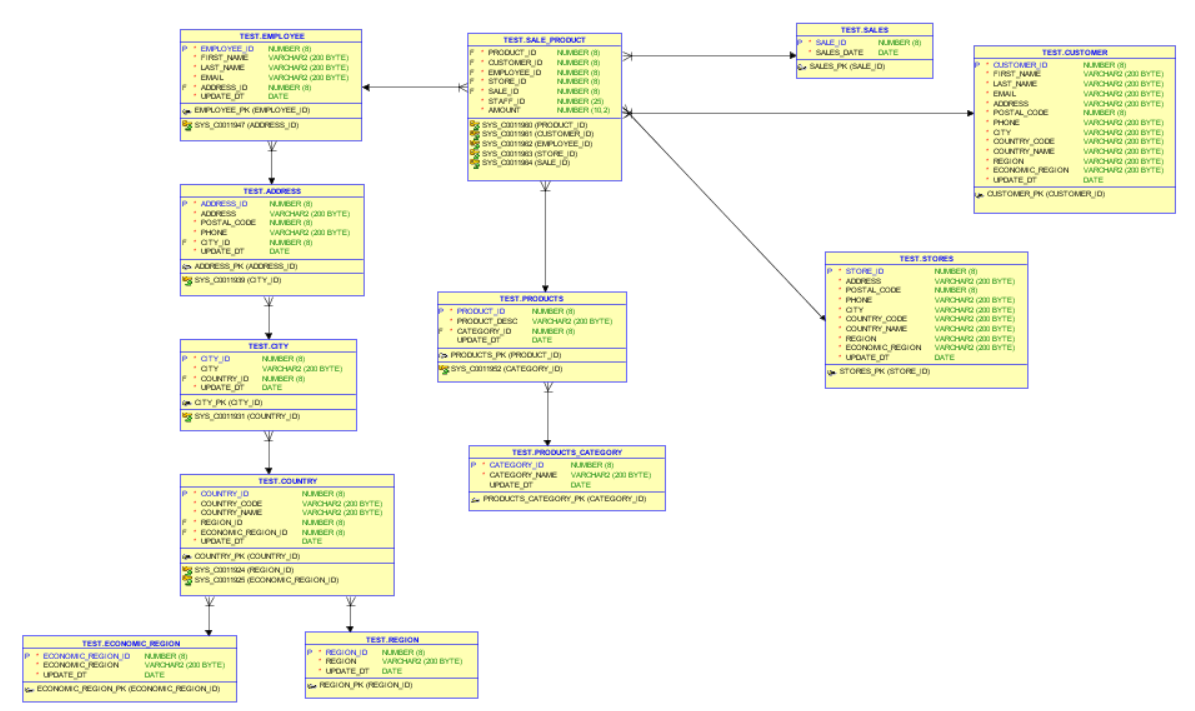 TEST.EMPLOYEE
P * EMPLOYEE_ID NUMBER (8)
* FIRST_NAME VARCHAR2 (200 BYTE)
* LAST_NAME VARCHAR2 (200 BYTE)
* EMAIL VARCHAR2 (200 BYTE)
F * ADDRESS_ID NUMBER (8)
* UPDATE_DT DATE
EMPLOYEE_PK (EMPLOYEE_ID)
SYS_C0011947 (ADDRESS_ID)
TEST.SALE_PRODUCT
F * PRODUCT_ID NUMBER (8)
F * CUSTOMER_ID NUMBER (8)
F * EMPLOYEE_ID NUMBER (8)
F * STORE_ID NUMBER (8)
F * SALE_ID NUMBER (8)
* STAFF_ID NUMBER (25)
* AMOUNT NUMBER (10,2)
SYS_C0011960 (PRODUCT_ID)
SYS_C0011961 (CUSTOMER_ID)
SYS_C0011962 (EMPLOYEE_ID)
SYS_C0011963 (STORE_ID)
SYS_C0011964 (SALE_ID)
TEST.SALES
P * SALE_ID NUMBER (8)
* SALES_DATE DATE
SALES_PK (SALE_ID)
TEST.CUSTOMER
P * CUSTOMER_ID NUMBER (8)
* FIRST_NAME VARCHAR2 (200 BYTE)
* LAST_NAME VARCHAR2 (200 BYTE)
* EMAIL VARCHAR2 (200 BYTE)
* ADDRESS VARCHAR2 (200 BYTE)
* POSTAL_CODE NUMBER (8)
* PHONE VARCHAR2 (200 BYTE)
* CITY VARCHAR2 (200 BYTE)
* COUNTRY_CODE VARCHAR2 (200 BYTE)
* COUNTRY_NAME VARCHAR2 (200 BYTE)
* REGION VARCHAR2 (200 BYTE)
* ECONOMIC_REGION VARCHAR2 (200 BYTE)
* UPDATE_DT DATE
CUSTOMER_PK (CUSTOMER_ID)
TEST.ADDRESS
P * ADDRESS_ID NUMBER (8)
* ADDRESS VARCHAR2 (200 BYTE)
* POSTAL_CODE NUMBER (8)
* PHONE VARCHAR2 (200 BYTE)
F * CITY_ID NUMBER (8)
* UPDATE_DT DATE
ADDRESS_PK (ADDRESS_ID)
SYS_C0011939 (CITY_ID)
TEST.STORES
P * STORE_ID NUMBER (8)
* ADDRESS VARCHAR2 (200 BYTE)
* POSTAL_CODE NUMBER (8)
* PHONE VARCHAR2 (200 BYTE)
* CITY VARCHAR2 (200 BYTE)
* COUNTRY_CODE VARCHAR2 (200 BYTE)
* COUNTRY_NAME VARCHAR2 (200 BYTE)
* REGION VARCHAR2 (200 BYTE)
* ECONOMIC_REGION VARCHAR2 (200 BYTE)
* UPDATE_DT DATE
STORES_PK (STORE_ID)
TEST.PRODUCTS
P * PRODUCT_ID NUMBER (8)
* PRODUCT_DESC VARCHAR2 (200 BYTE)
F * CATEGORY_ID NUMBER (8)
UPDATE_DT DATE
PRODUCTS_PK (PRODUCT_ID)
SYS_C0011952 (CATEGORY_ID)
TEST.CITY
P * CITY_ID NUMBER (8)
* CITY VARCHAR2 (200 BYTE)
F * COUNTRY_ID NUMBER (8)
* UPDATE_DT DATE
CITY_PK (CITY_ID)
SYS_C0011931 (COUNTRY_ID)
TEST.PRODUCTS_CATEGORY
P * CATEGORY_ID NUMBER (8)
* CATEGORY_NAME VARCHAR2 (200 BYTE)
UPDATE_DT DATE
PRODUCTS_CATEGORY_PK (CATEGORY_ID)
TEST.COUNTRY
P * COUNTRY_ID NUMBER (8)
* COUNTRY_CODE VARCHAR2 (200 BYTE)
* COUNTRY_NAME VARCHAR2 (200 BYTE)
F * REGION_ID NUMBER (8)
F * ECONOMIC_REGION_ID NUMBER (8)
* UPDATE_DT DATE
COUNTRY_PK (COUNTRY_ID)
SYS_C0011924 (REGION_ID)
SYS_C0011925 (ECONOMIC_REGION_ID)
TEST.ECONOMIC_REGION
P * ECONOMIC_REGION_ID NUMBER (8)
* ECONOMIC_REGION VARCHAR2 (200 BYTE)
* UPDATE_DT DATE
ECONOMIC_REGION_PK (ECONOMIC_REGION_ID)
TEST.REGION
P * REGION_ID NUMBER (8)
* REGION VARCHAR2 (200 BYTE)
* UPDATE_DT DATE
REGION_PK (REGION_ID)